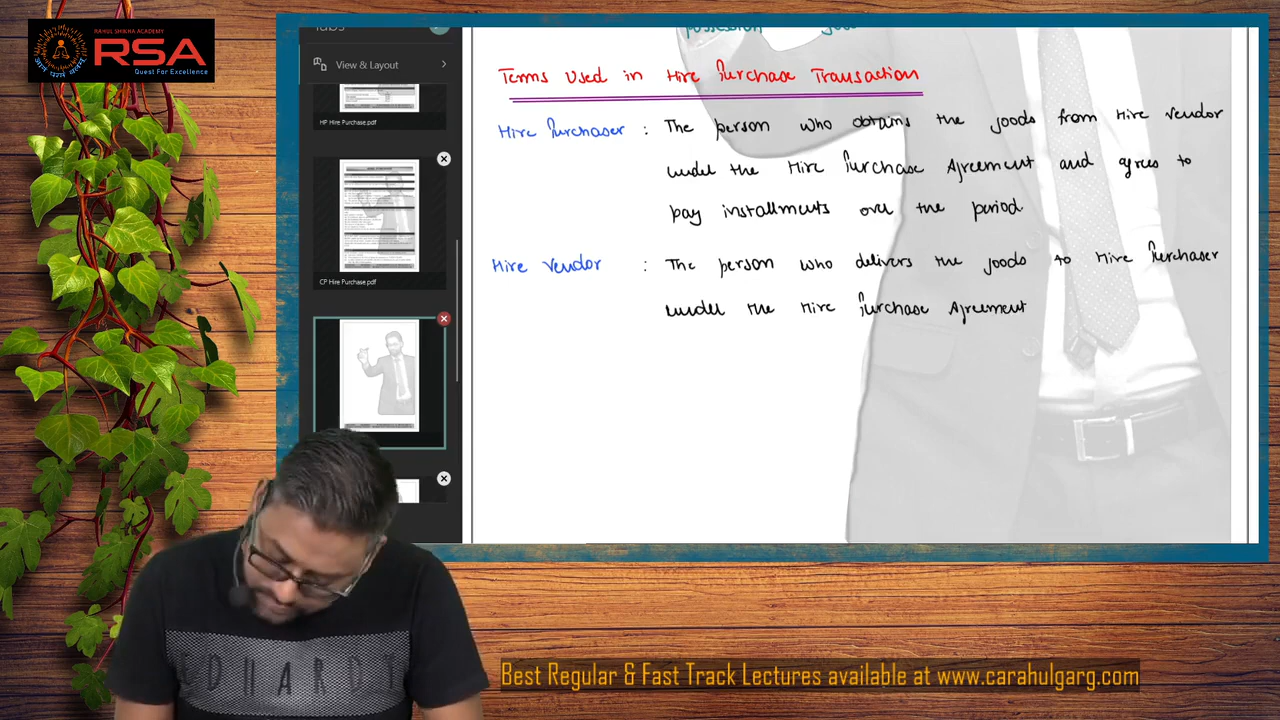 RAHUL SHIKHA ACADEMY
RSA
Quest For Excellence
View & Layout
HP Hire Purchase.pdf
CP Hire Purchase.pdf
possession
Terms Used in Hire Purchase Transaction
Hire Purchaser : The person who obtains the goods from Hire Vendor
under the Hire Purchase Agreement and agres to
pay installments over the period
Hire Vendor : The person who delivers the goods to Hire Purchaser
under the Hire Purchase Agreement
EDHARDY
Best Regular & Fast Track Lectures available at www.carahulgarg.com